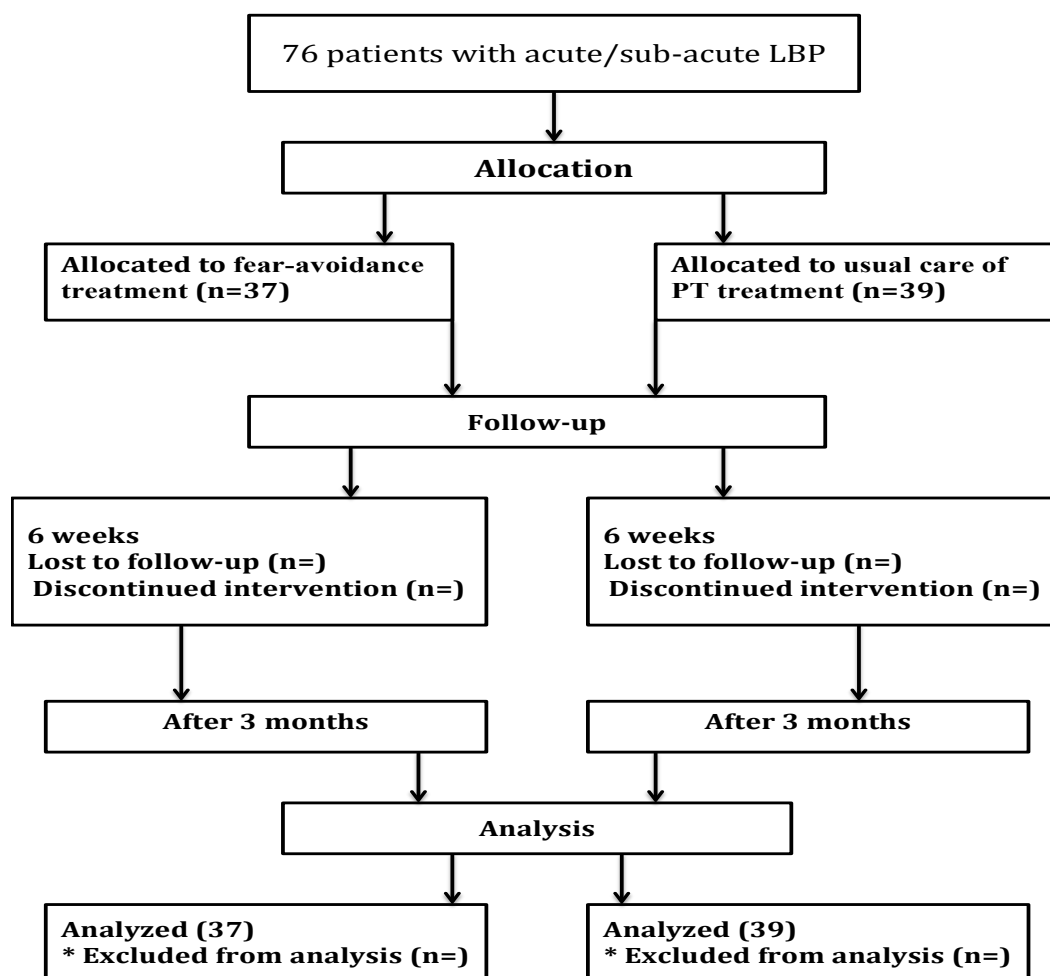 76 patients with acute/sub-acute LBP
Allocation
Allocated to fear-avoidance
treatment (n=37)
Allocated to usual care of
PT treatment (n=39)
Follow-up
6 weeks
Lost to follow-up (n=)
Discontinued intervention (n=)
6 weeks
Lost to follow-up (n=)
Discontinued intervention (n=)
After 3 months
After 3 months
Analysis
Analyzed (37)
* Excluded from analysis (n=)
Analyzed (39)
* Excluded from analysis (n=)